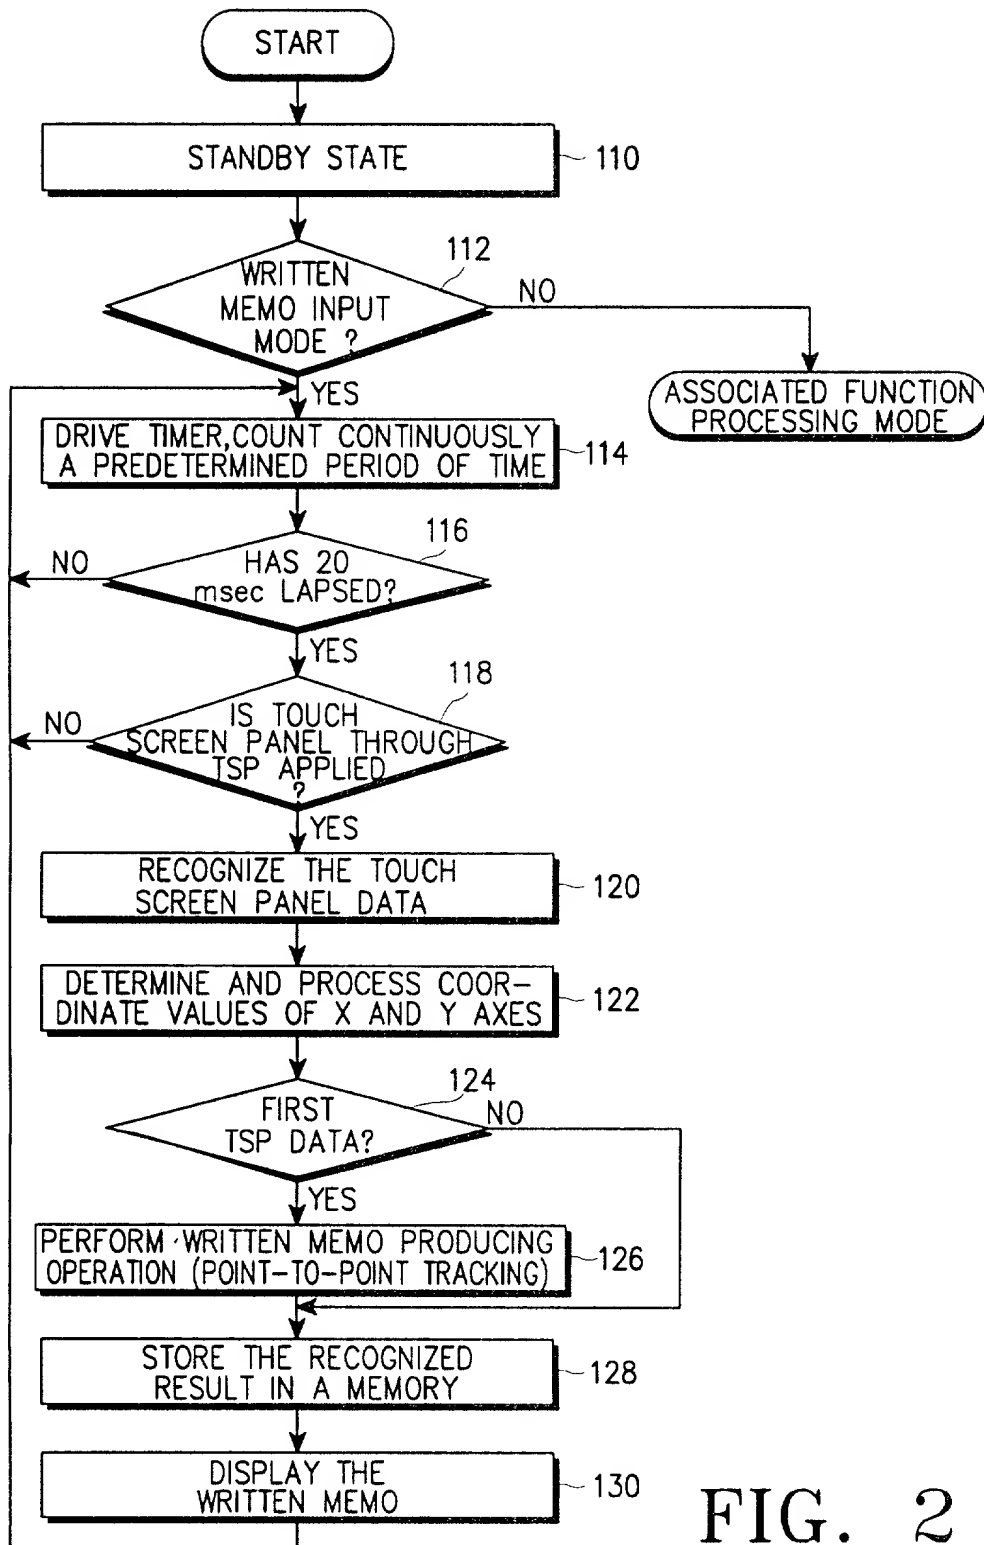 START
STANDBY STATE
110
112
WRITTEN
MEMO INPUT
MODE ?
NO
YES
ASSOCIATED FUNCTION
PROCESSING MODE
DRIVE TIMER,COUNT CONTINUOUSLY
A PREDETERMINED PERIOD OF TIME
114
116
HAS 20
msec LAPSED?
NO
YES
118
IS TOUCH
SCREEN PANEL THROUGH
TSP APPLIED
?
NO
YES
RECOGNIZE THE TOUCH
SCREEN PANEL DATA
120
DETERMINE AND PROCESS COOR-
DINATE VALUES OF X AND Y AXES
122
124
FIRST
TSP DATA?
NO
YES
PERFORM WRITTEN MEMO PRODUCING
OPERATION (POINT-TO-POINT TRACKING)
126
STORE THE RECOGNIZED
RESULT IN A MEMORY
128
DISPLAY THE
WRITTEN MEMO
130
FIG. 2